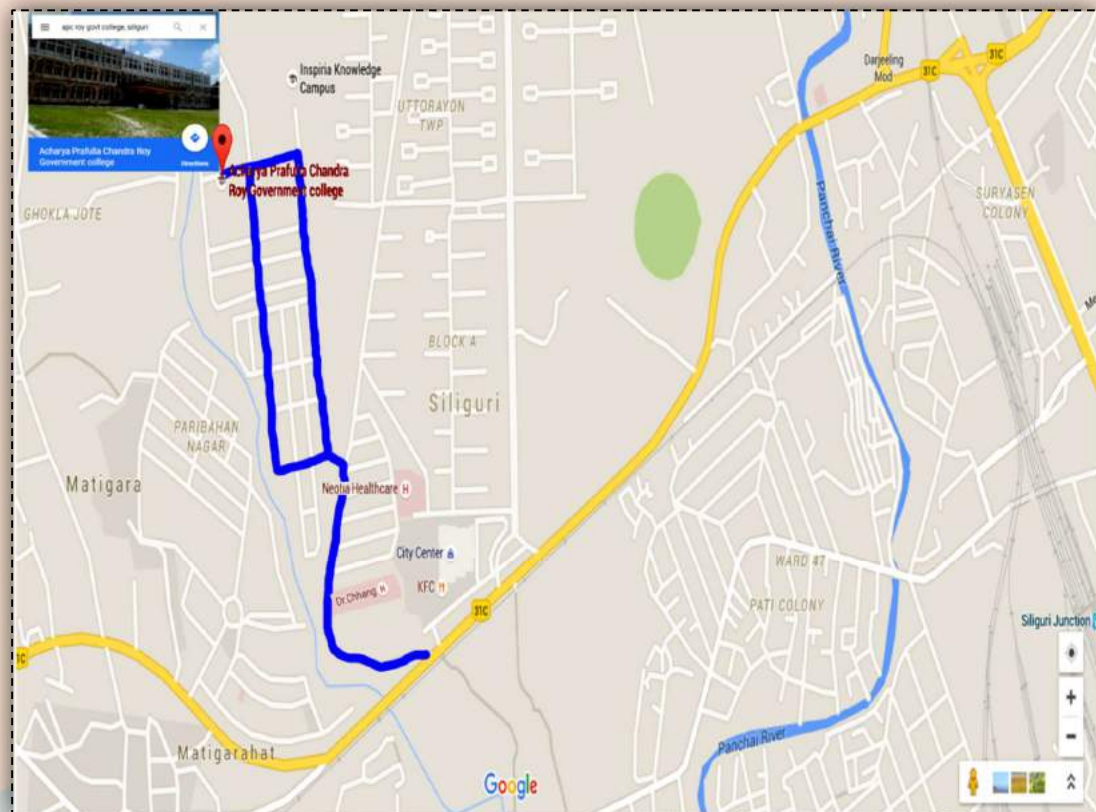 apc roy govt college, siliguri
Acharya Prafulla Chandra Roy
Government college
Directions
Inspiria Knowledge
Campus
UTTORAYON
TWP
Acharya Prafulla Chandra
Roy Government college
GHOKLA JOTE
Darjeeling
Mod
31C
31C
SURYASEN
COLONY
Panchai River
BLOCK A
Siliguri
PARIBAHAN
NAGAR
Matigara
Neotia Healthcare H
City Center
KFC
Dr.Chhang H
31C
WARD 47
PATI COLONY
Siliguri Junction
Matigarahat
Panchai River
Google